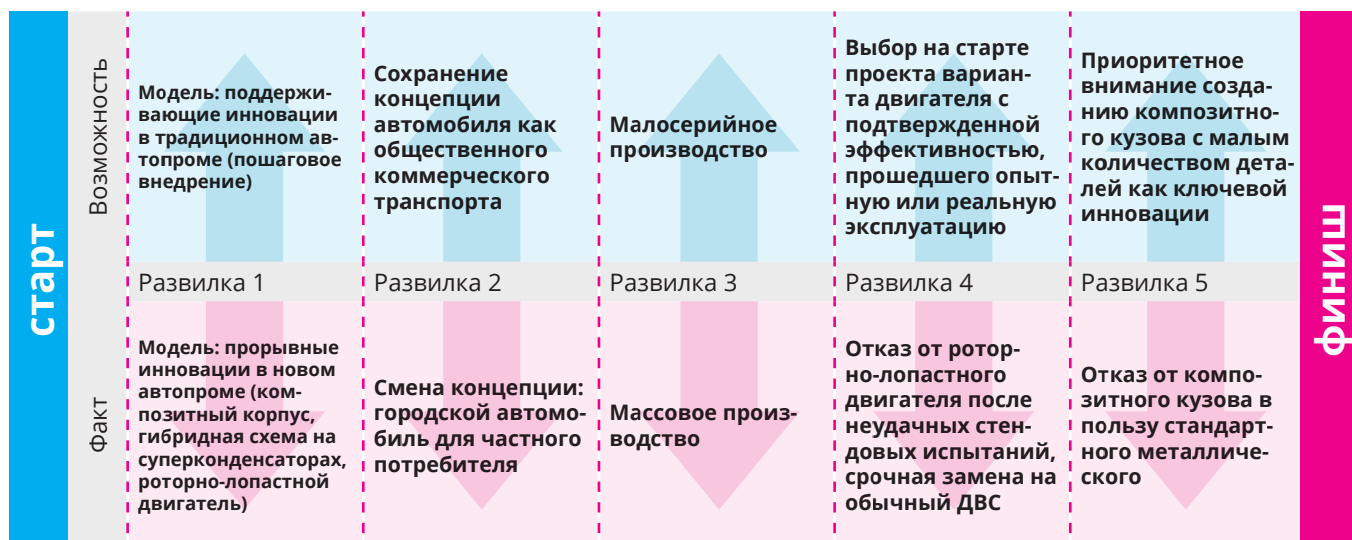 старт
Возможность
Модель: поддержи-
вающие инновации
в традиционном ав-
топроме (пошаговое
внедрение)
Сохранение
концепции
автомобиля как
общественного
коммерческого
транспорта
Малосерийное
производство
Выбор на старте
проекта вариан-
та двигателя с
подтвержденной
эффективностью,
прошедшего опыт-
ную или реальную
эксплуатацию
Приоритетное
внимание созда-
нию композитно-
го кузова с малым
количеством дета-
лей как ключевой
инновации
Развилка 1
Развилка 2
Развилка 3
Развилка 4
Развилка 5
Факт
Модель: прорывные
инновации в новом
автопроме (ком-
позитный корпус,
гибридная схема на
суперконденсаторах,
роторно-лопастной
двигатель)
Смена концепции:
городской автомо-
биль для частного
потребителя
Массовое произ-
водство
Отказ от ротор-
но-лопастного
двигателя после
неудачных стен-
довых испытаний,
срочная замена на
обычный ДВС
Отказ от компо-
зитного кузова в
пользу стандарт-
ного металличе-
ского
финиш